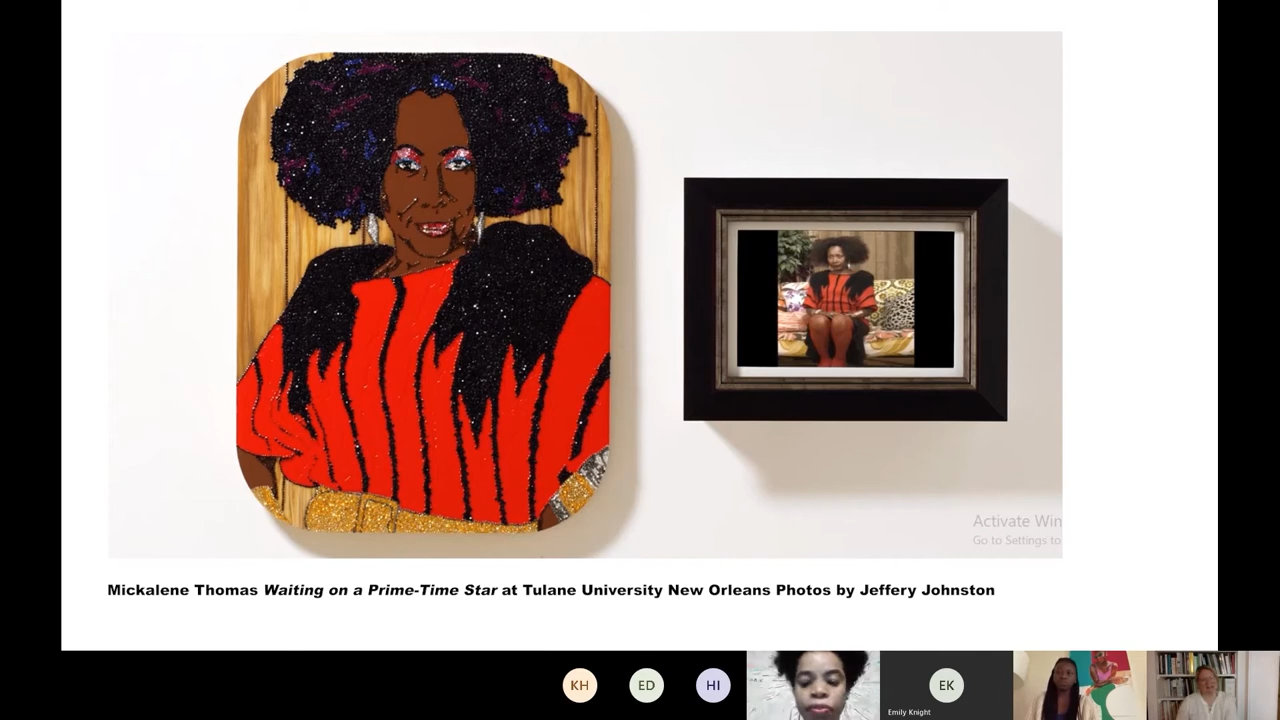 Activate Win
Go to Settings to
Mickalene Thomas Waiting on a Prime-Time Star at Tulane University New Orleans Photos by Jeffery Johnston
KH
ED
HI
EK
Emily Knight